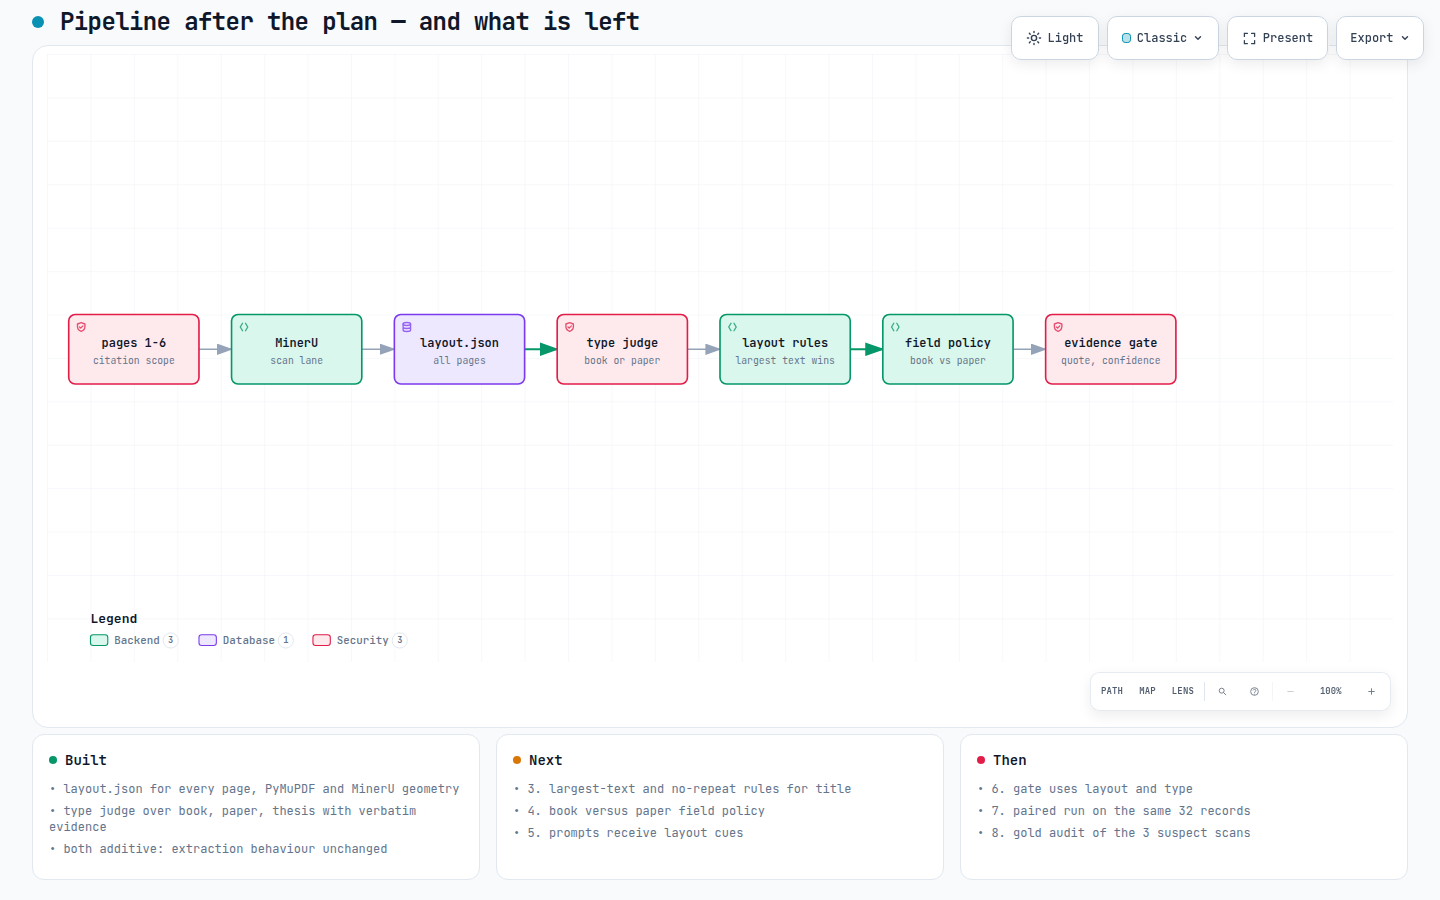 Pipeline after the plan — and what is left
Light
Classic
Present
Export
pages 1-6
citation scope
MinerU
scan lane
layout.json
all pages
type judge
book or paper
layout rules
largest text wins
field policy
book vs paper
evidence gate
quote, confidence
Legend
Backend 3
Database 1
Security 3
PATH MAP LENS − 100% +
Built
• layout.json for every page, PyMuPDF and MinerU geometry
• type judge over book, paper, thesis with verbatim
evidence
• both additive: extraction behaviour unchanged
Next
• 3. largest-text and no-repeat rules for title
• 4. book versus paper field policy
• 5. prompts receive layout cues
Then
• 6. gate uses layout and type
• 7. paired run on the same 32 records
• 8. gold audit of the 3 suspect scans